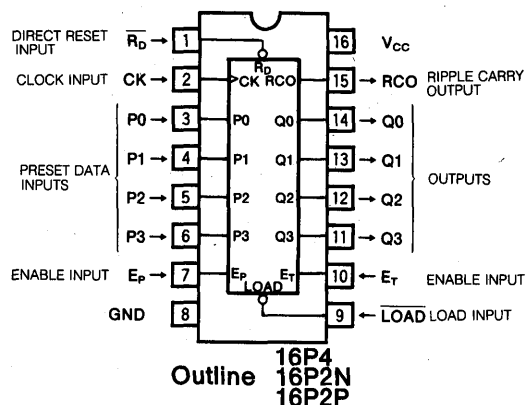 DIRECT RESET INPUT R̅D̅ → 1 16 VCC
CLOCK INPUT CK → 2 RD CK RCO 15 → RCO RIPPLE CARRY OUTPUT
P0 → 3 P0 Q0 14 → Q0
P1 → 4 P1 Q1 13 → Q1
PRESET DATA INPUTS
OUTPUTS
P2 → 5 P2 Q2 12 → Q2
P3 → 6 P3 Q3 11 → Q3
ENABLE INPUT EP → 7 EP ET 10 ← ET ENABLE INPUT
LOAD
GND 8 9 ← L̅O̅A̅D̅ LOAD INPUT
Outline 16P4
16P2N
16P2P